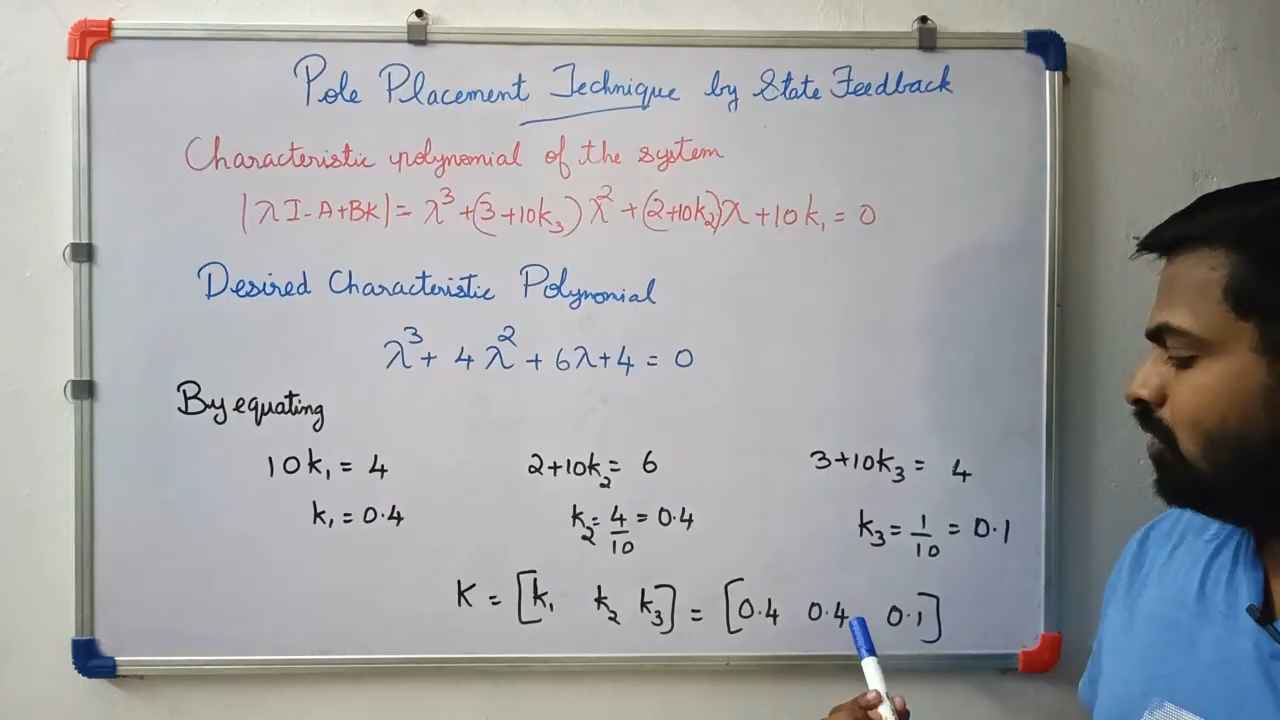 Pole Placement Technique by State Feedback
Characteristic polynomial of the system
|λI-A+BK| = λ³+(3+10k₃)λ²+(2+10k₂)λ+10k₁=0
Desired Characteristic Polynomial
λ³+4λ²+6λ+4=0
By equating
10k₁=4 2+10k₂=6 3+10k₃=4
k₁=0.4 k₂=4/10=0.4 k₃=1/10=0.1
K=[k₁ k₂ k₃]=[0.4 0.4 0.1]